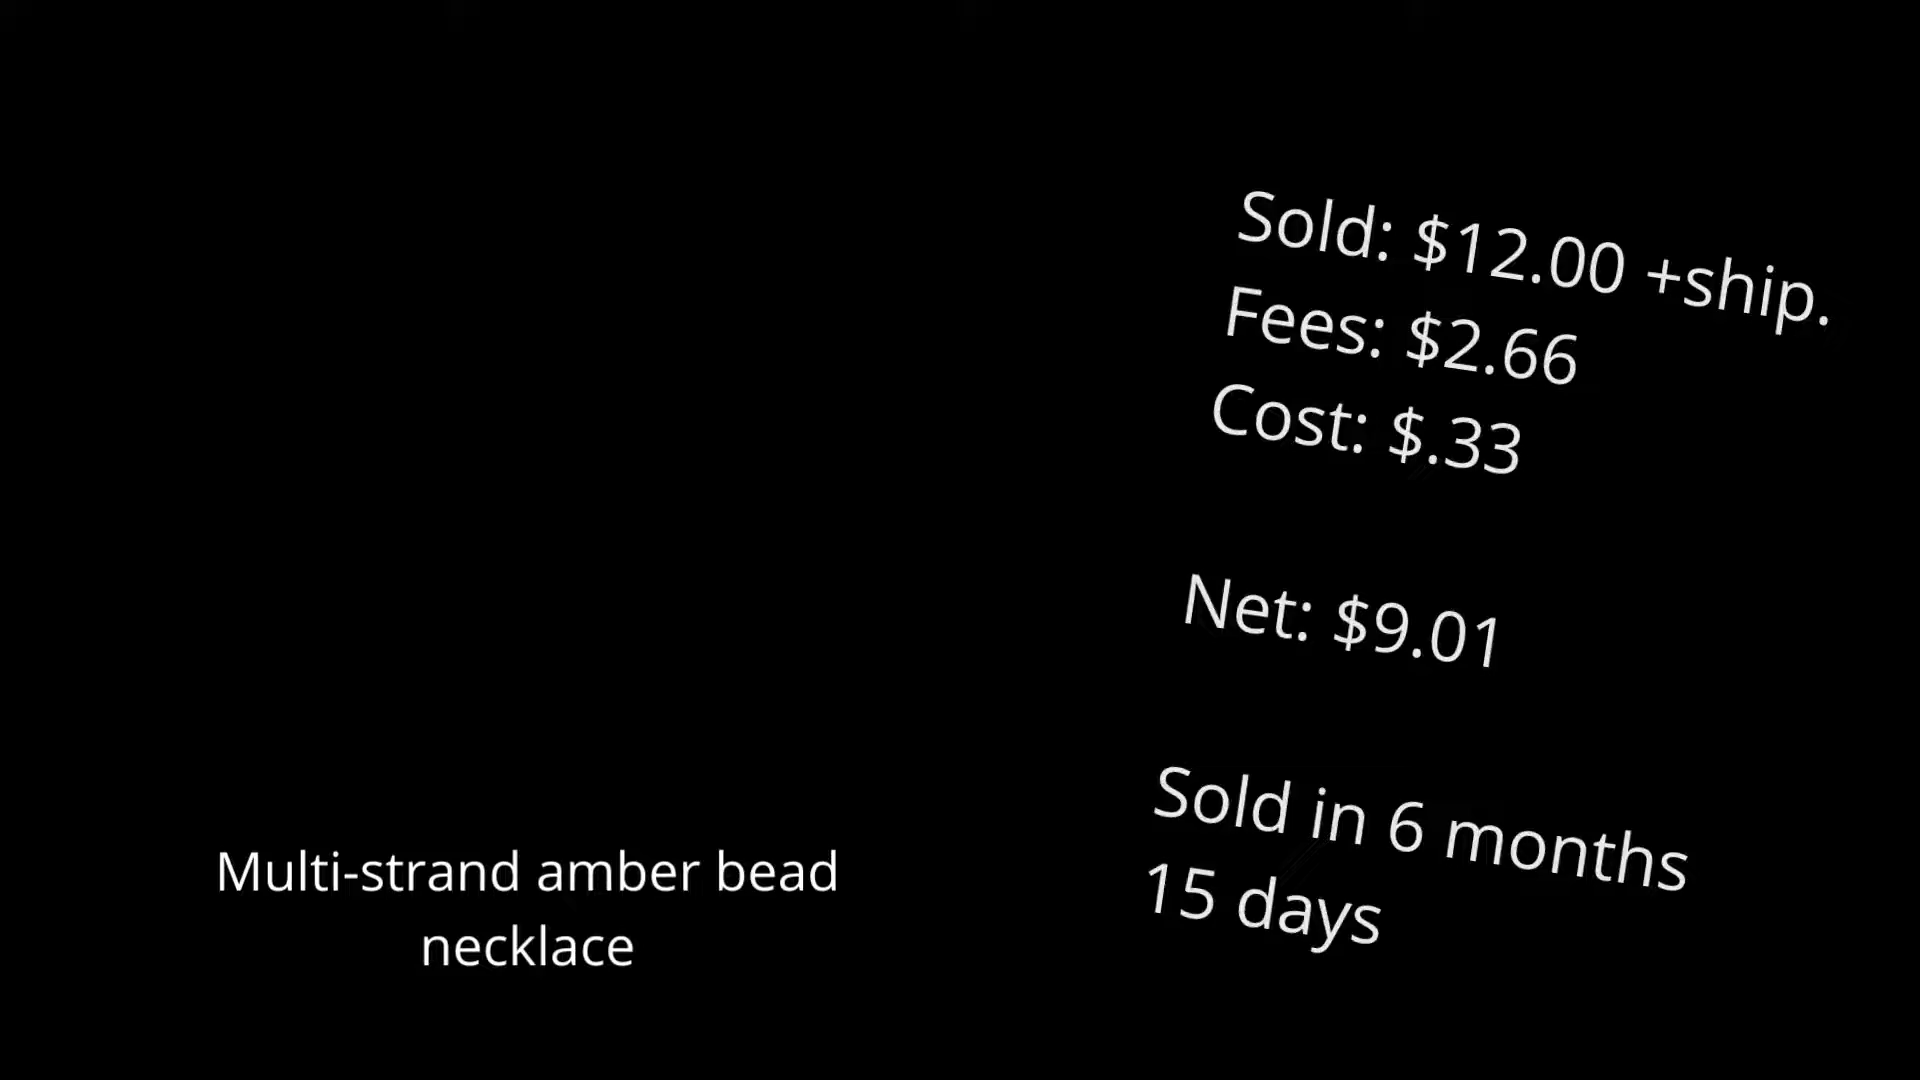 Sold: $12.00 +ship.
Fees: $2.66
Cost: $.33
Net: $9.01
Sold in 6 months
15 days
Multi-strand amber bead
necklace